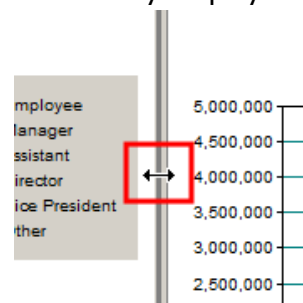 mployee
anager
ssistant
irector
ice President
ther
5,000,000
4,500,000
4,000,000
3,500,000
3,000,000
2,500,000